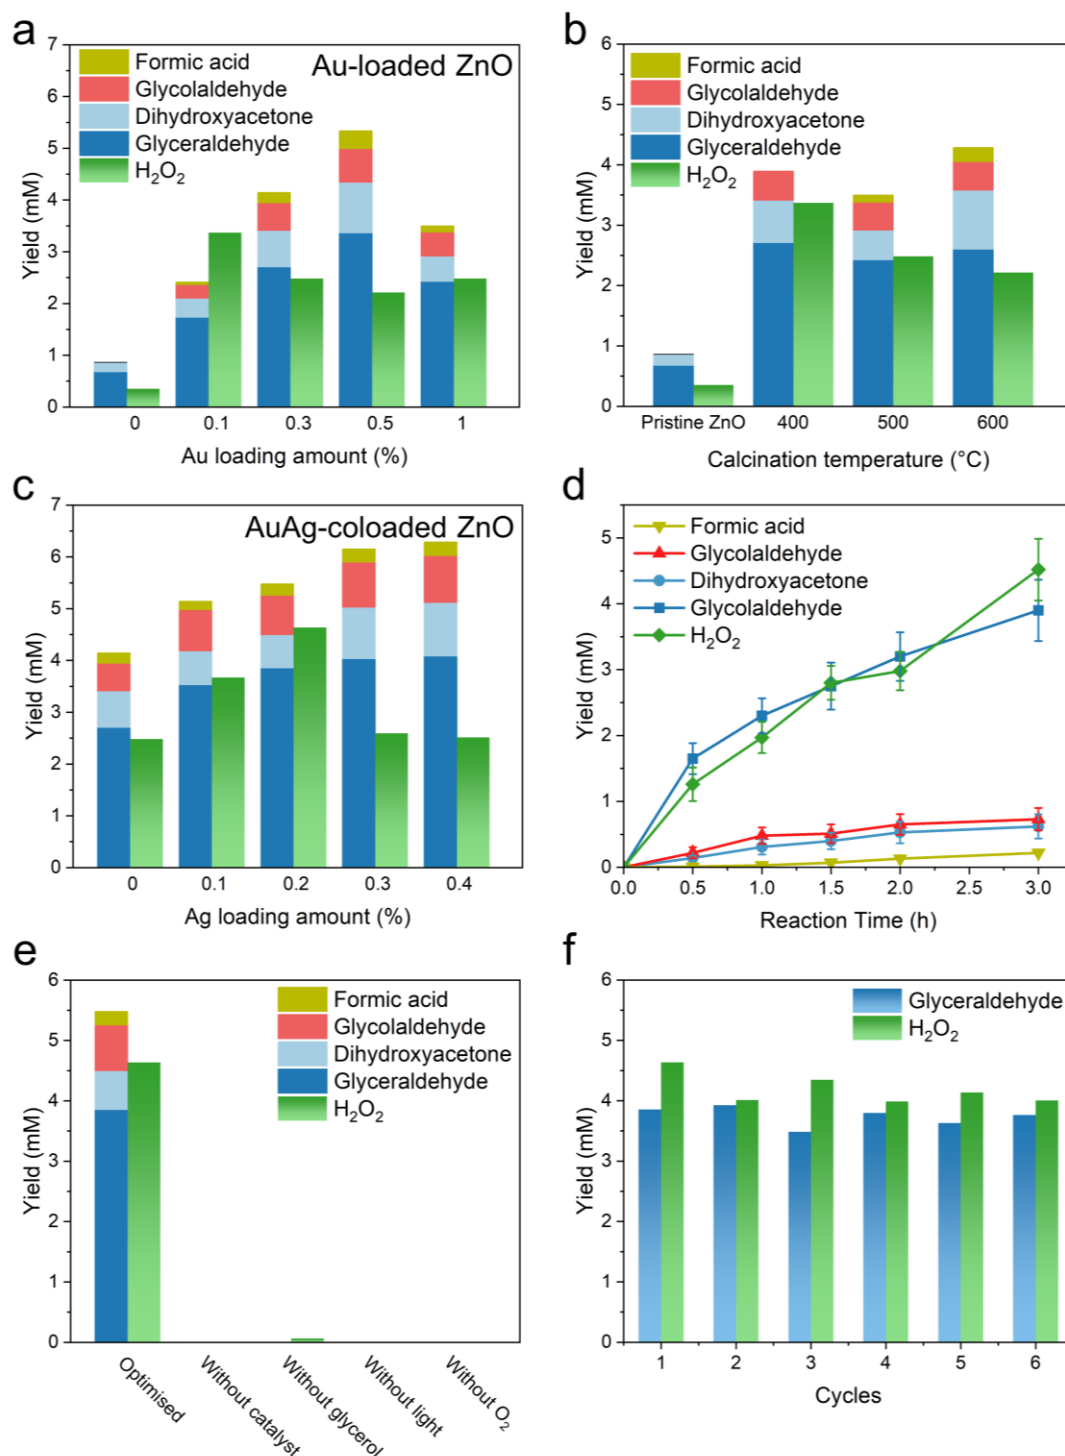 a
7
6
5
4
3
2
1
0
Yield (mM)
Formic acid
Glycolaldehyde
Dihydroxyacetone
Glyceraldehyde
H₂O₂
Au-loaded ZnO
0 0.1 0.3 0.5 1
Au loading amount (%)
b
6
5
4
3
2
1
0
Yield (mM)
Formic acid
Glycolaldehyde
Dihydroxyacetone
Glyceraldehyde
H₂O₂
Pristine ZnO 400 500 600
Calcination temperature (°C)
c
7
6
5
4
3
2
1
0
Yield (mM)
AuAg-coloaded ZnO
0 0.1 0.2 0.3 0.4
Ag loading amount (%)
d
5
4
3
2
1
0
Yield (mM)
Formic acid
Glycolaldehyde
Dihydroxyacetone
Glycolaldehyde
H₂O₂
0.0 0.5 1.0 1.5 2.0 2.5 3.0
Reaction Time (h)
e
6
5
4
3
2
1
0
Yield (mM)
Formic acid
Glycolaldehyde
Dihydroxyacetone
Glyceraldehyde
H₂O₂
Optimised
Without catalyst
Without glycerol
Without light
Without O₂
f
6
5
4
3
2
1
0
Yield (mM)
Glyceraldehyde
H₂O₂
1 2 3 4 5 6
Cycles